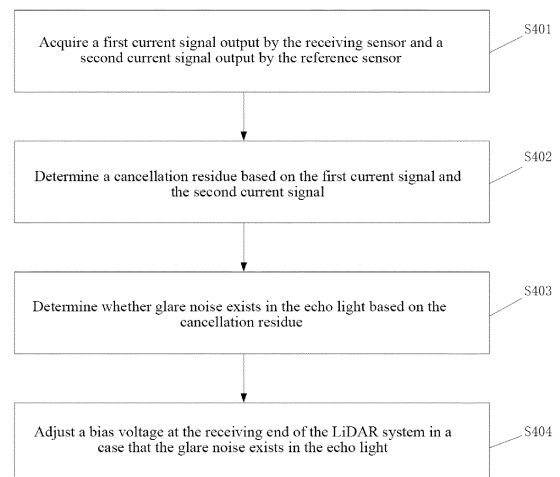 Acquire a first current signal output by the receiving sensor and a
second current signal output by the reference sensor
S401
Determine a cancellation residue based on the first current signal and
the second current signal
S402
Determine whether glare noise exists in the echo light based on the
cancellation residue
S403
Adjust a bias voltage at the receiving end of the LiDAR system in a
case that the glare noise exists in the echo light
S404